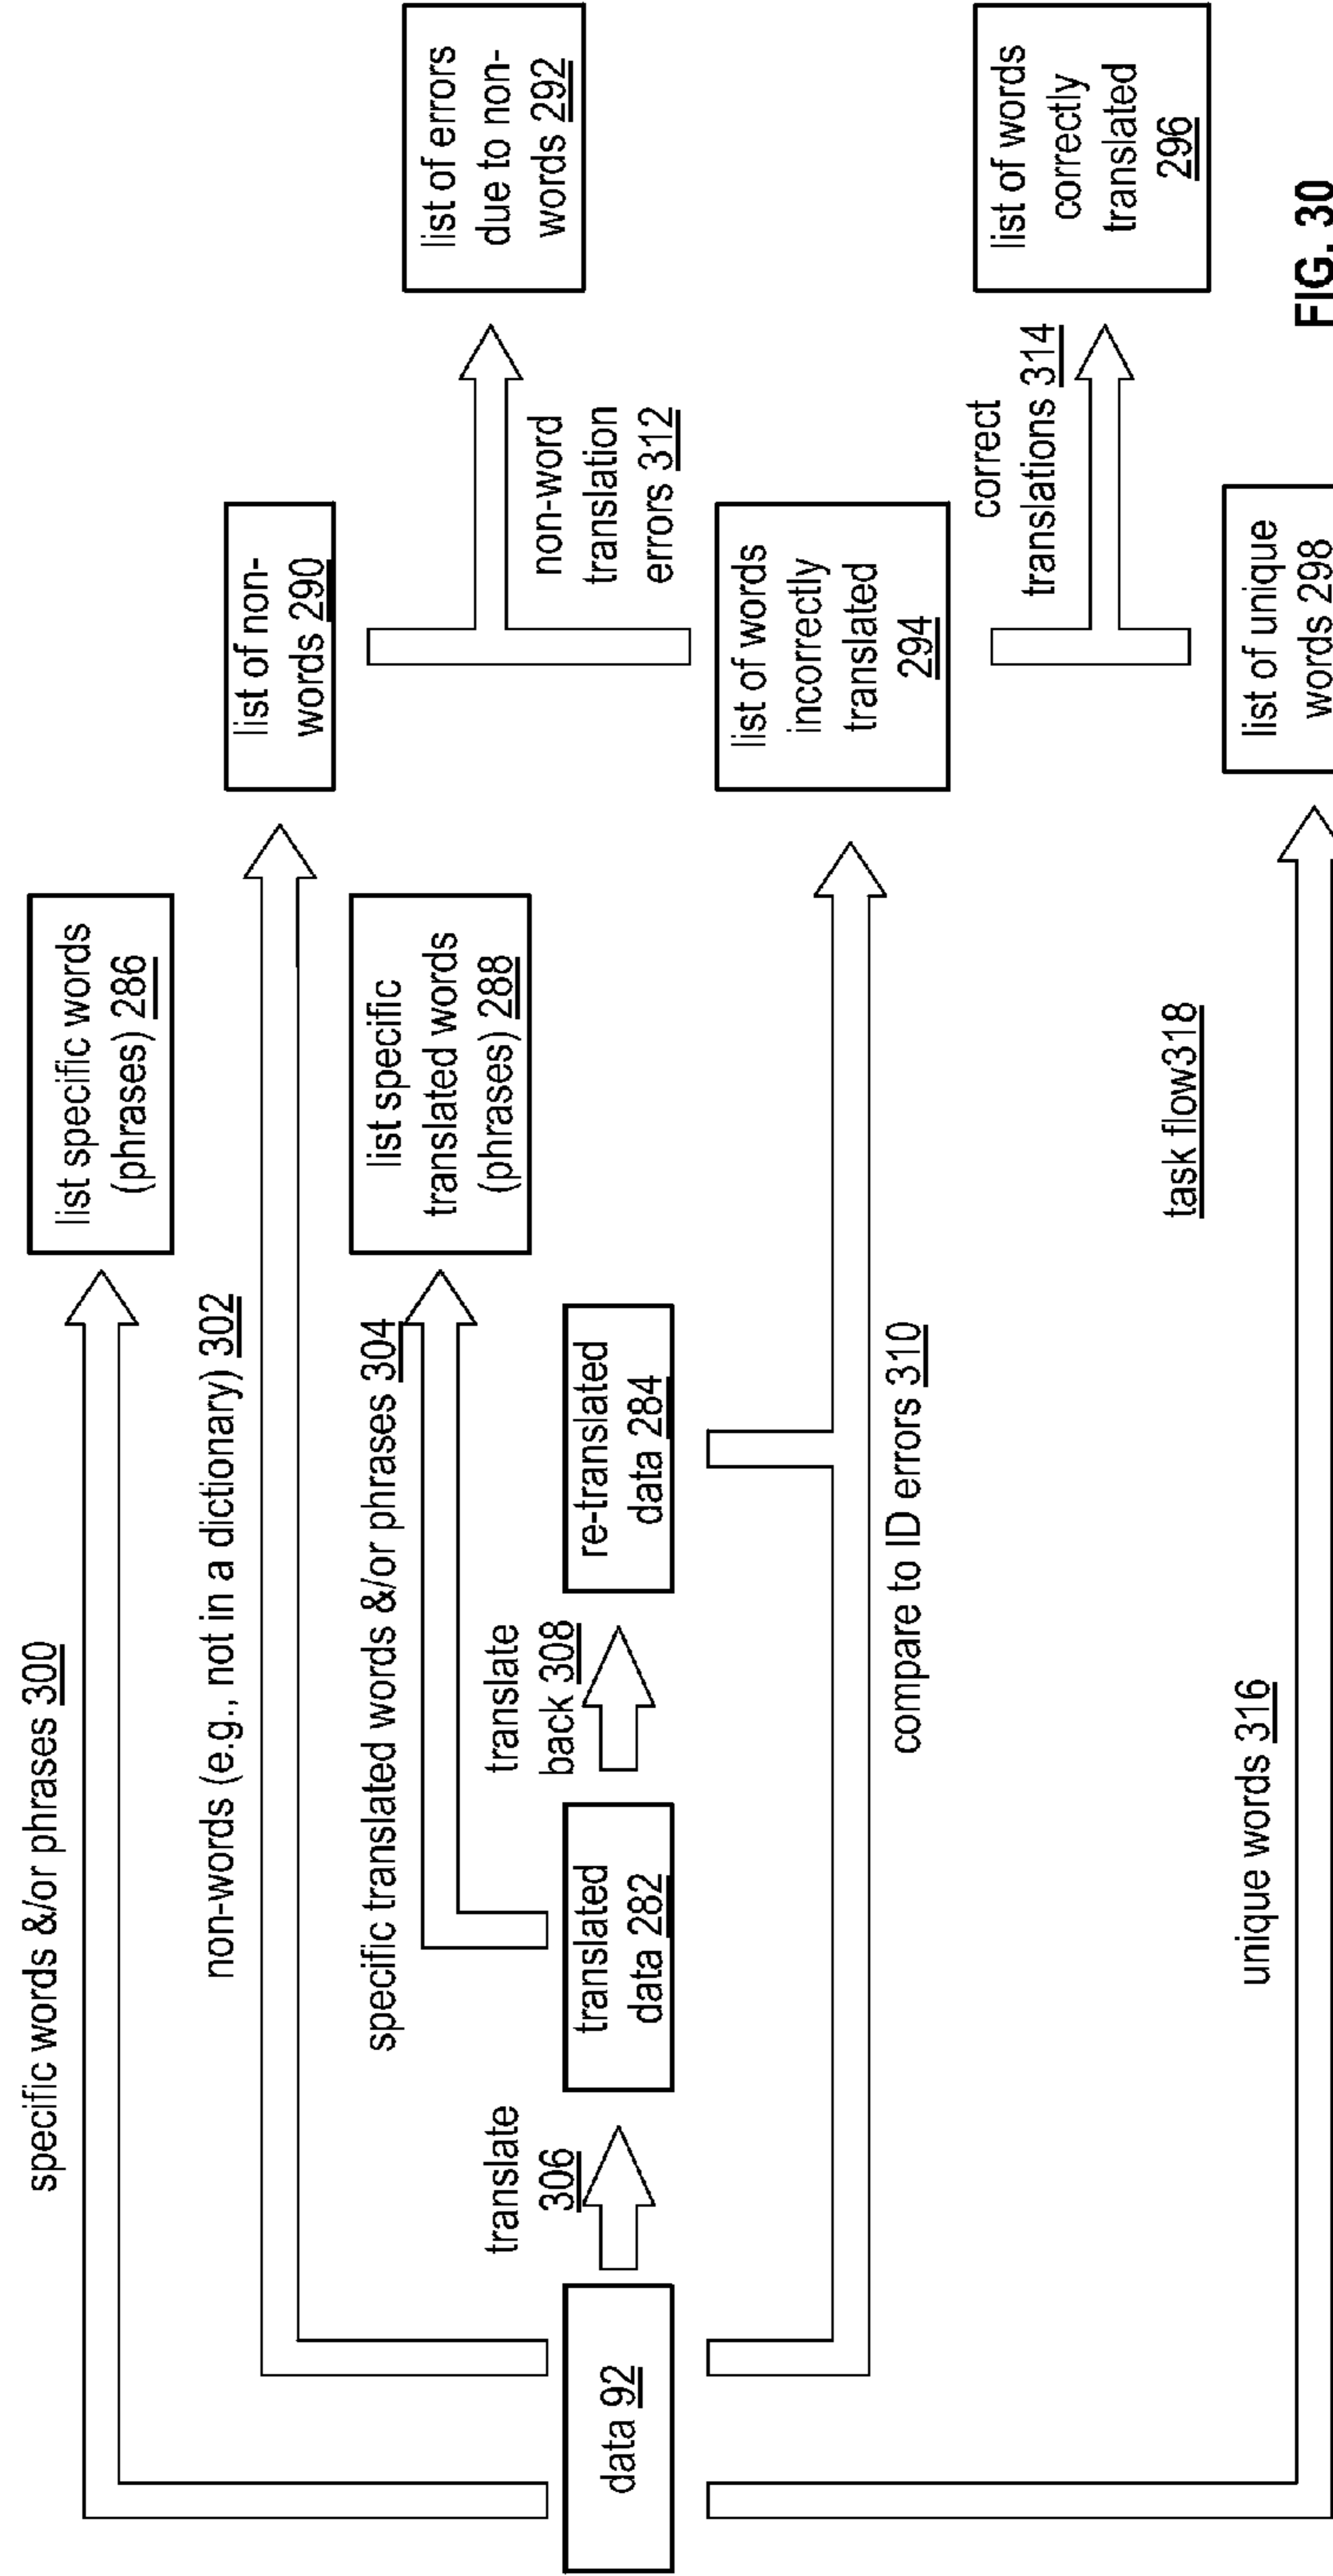 specific words &/or phrases 300
list specific words
(phrases) 286
non-words (e.g., not in a dictionary) 302
list of non-
words 290
specific translated words &/or phrases 304
list specific
translated words
(phrases) 288
list of errors
due to non-
words 292
non-word
translation
errors 312
translate
306
translated
data 282
translate
back 308
re-translated
data 284
data 92
compare to ID errors 310
list of words
incorrectly
translated
294
correct
translations 314
list of words
correctly
translated
296
task flow318
unique words 316
list of unique
words 298
FIG. 30